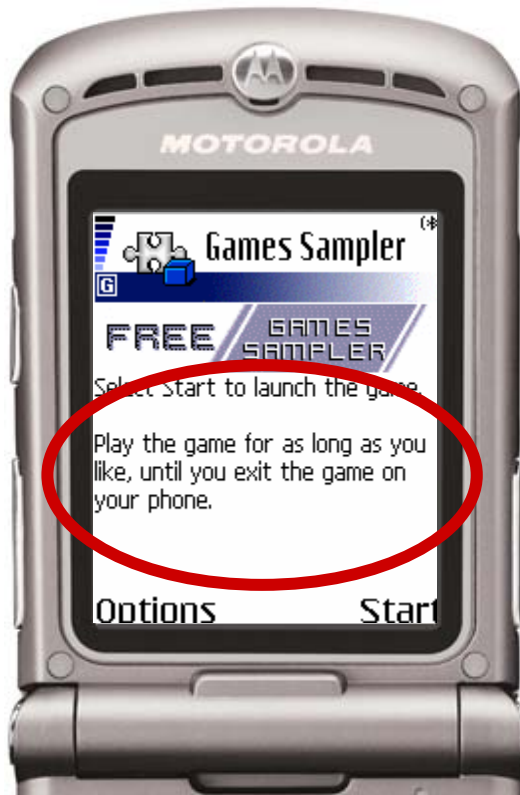 MOTOROLA
Games Sampler
G
FREE
GAMES
SAMPLER
Select Start to launch the game.
Play the game for as long as you
like, until you exit the game on
your phone.
Options
Start